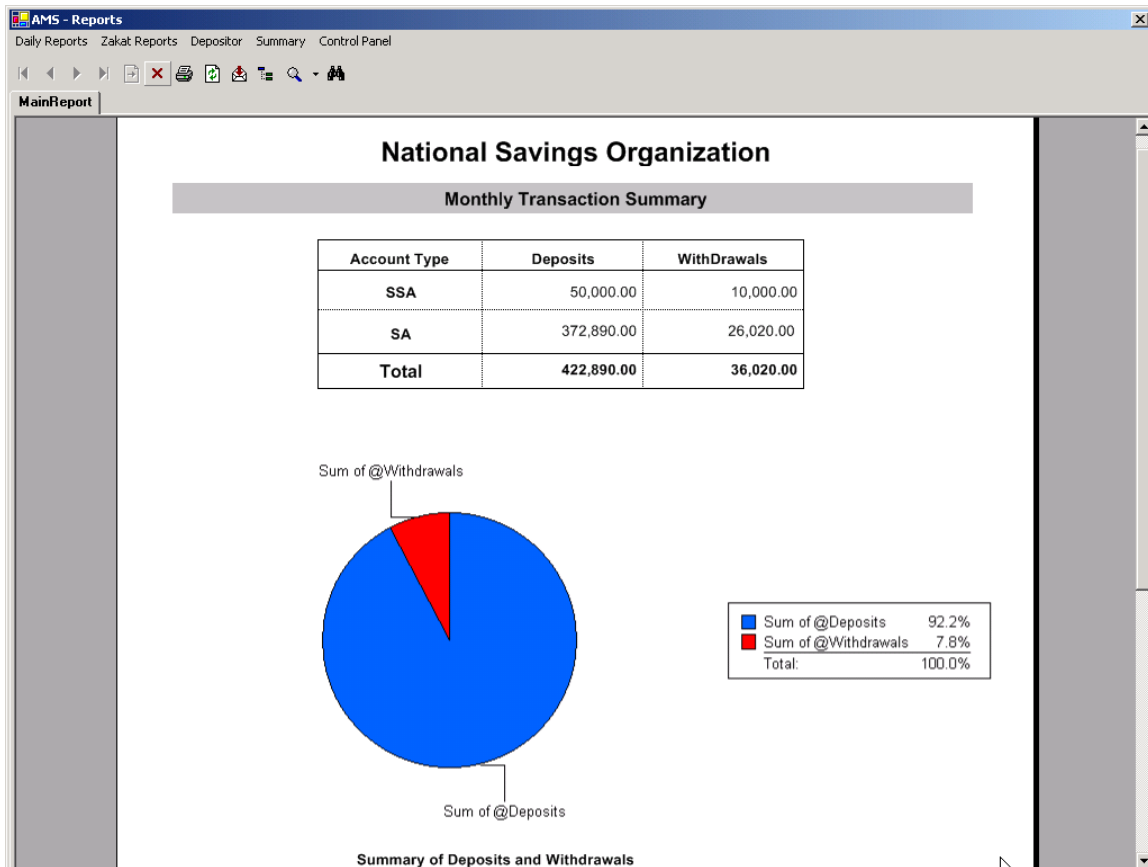 AMS - Reports
Daily Reports Zakat Reports Depositor Summary Control Panel
MainReport
National Savings Organization
Monthly Transaction Summary
Account Type Deposits WithDrawals
SSA 50,000.00 10,000.00
SA 372,890.00 26,020.00
Total 422,890.00 36,020.00
Sum of @Withdrawals
Sum of @Deposits 92.2%
Sum of @Withdrawals 7.8%
Total: 100.0%
Sum of @Deposits
Summary of Deposits and Withdrawals